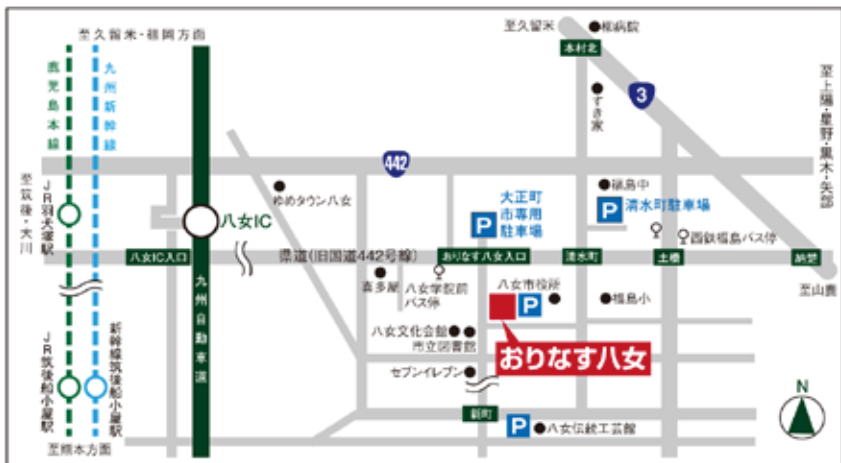 至久留米・福岡方面
鹿児島本線
九州新幹線
至久留米
柳病院
本村北
すき家
3
至上陽・星野・黒木・矢部
442
至筑後・大川
JR羽犬塚駅
八女IC
ゆめタウン八女
大正町
市専用
駐車場
P
福島中
P
清水町駐車場
西鉄福島バス停
八女IC入口
県道(旧国道442号線)
おりなす八女入口
清水町
土橋
納楚
九州自動車道
喜多屋
八女学院前
バス停
八女市役所
P
福島小
至山鹿
八女文化会館
市立図書館
おりなす八女
セブンイレブン
JR筑後船小屋駅
新幹線筑後船小屋駅
新町
P
八女伝統工芸館
N
至熊本方面